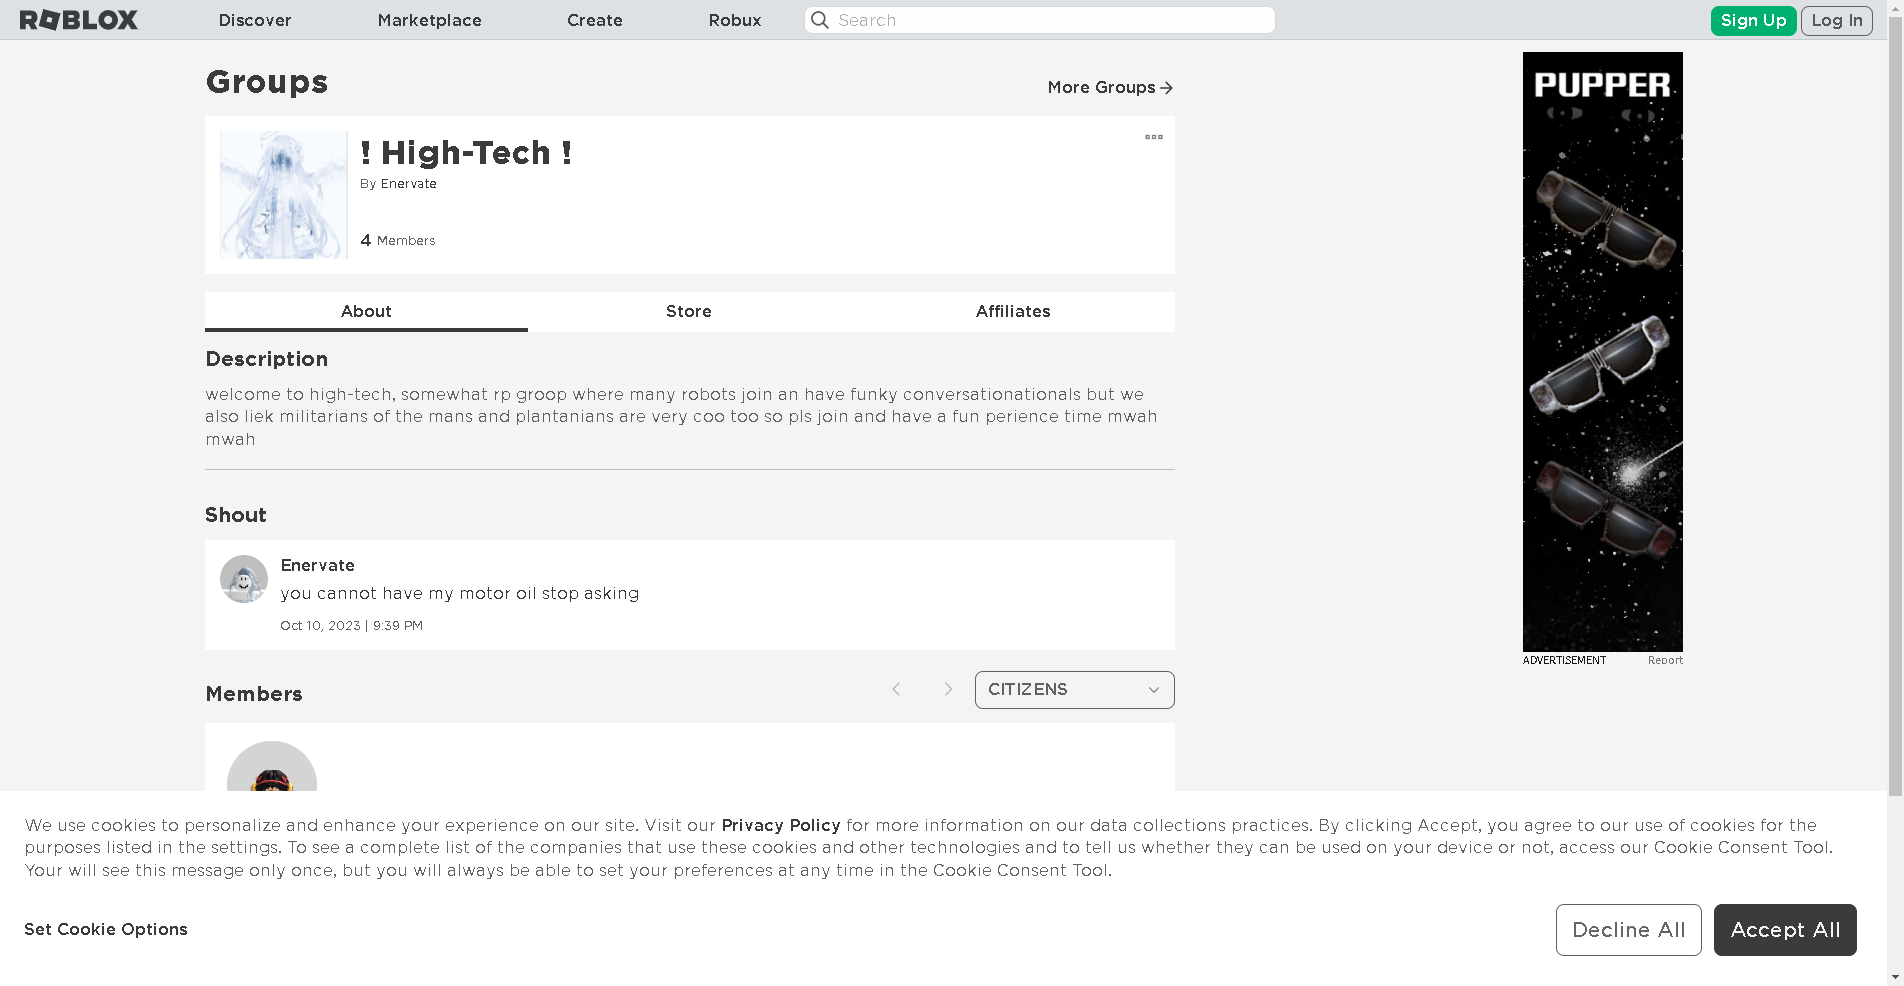 ROBLOX
Discover
Marketplace
Create
Robux
Search
Sign Up
Log In
Groups
More Groups
! High-Tech !
By Enervate
4 Members
About
Store
Affiliates
Description
welcome to high-tech, somewhat rp groop where many robots join an have funky conversationationals but we
also liek militarians of the mans and plantanians are very coo too so pls join and have a fun perience time mwah
mwah
Shout
Enervate
you cannot have my motor oil stop asking
Oct 10, 2023 | 9:39 PM
Members
CITIZENS
PUPPER
ADVERTISEMENT
Report
We use cookies to personalize and enhance your experience on our site. Visit our Privacy Policy for more information on our data collections practices. By clicking Accept, you agree to our use of cookies for the
purposes listed in the settings. To see a complete list of the companies that use these cookies and other technologies and to tell us whether they can be used on your device or not, access our Cookie Consent Tool.
Your will see this message only once, but you will always be able to set your preferences at any time in the Cookie Consent Tool.
Set Cookie Options
Decline All
Accept All